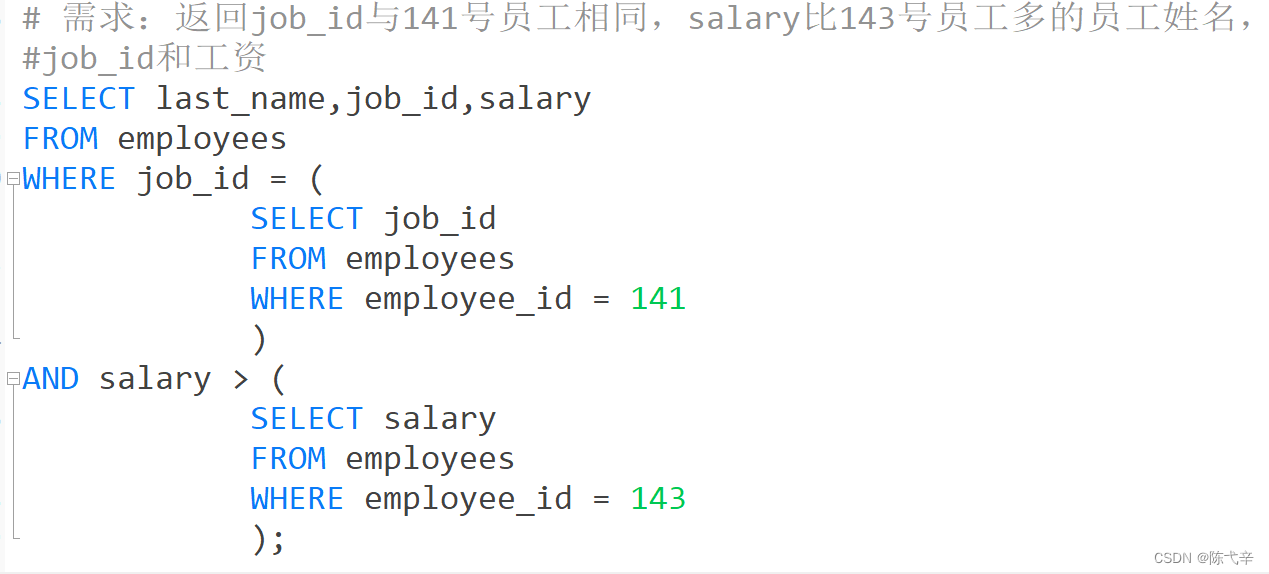 # 需求：返回job_id与141号员工相同，salary比143号员工多的员工姓名，
#job_id和工资
SELECT last_name,job_id,salary
FROM employees
WHERE job_id = (
SELECT job_id
FROM employees
WHERE employee_id = 141
)
AND salary > (
SELECT salary
FROM employees
WHERE employee_id = 143
);
CSDN @陈弋辛